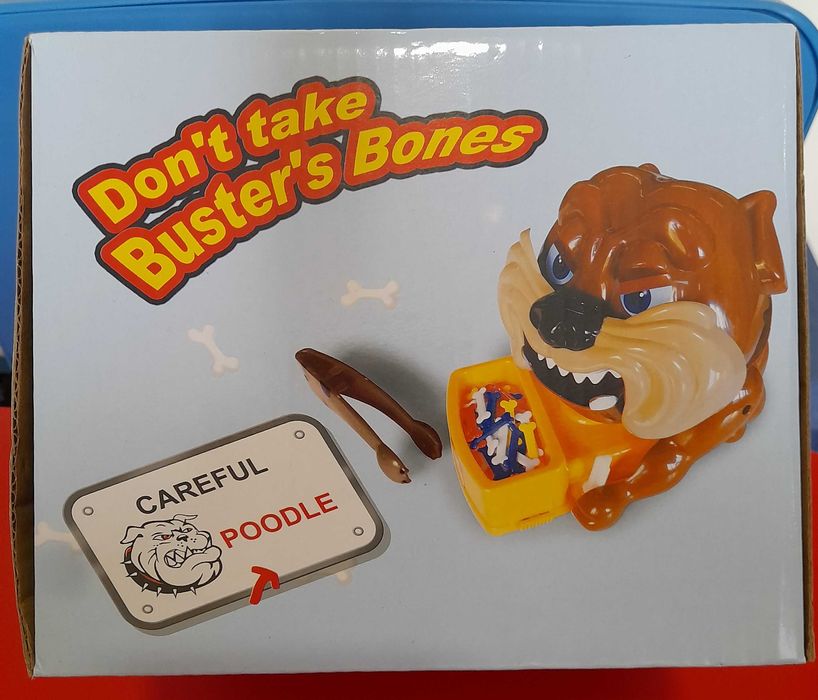 Don't take
Buster's Bones
CAREFUL
POODLE